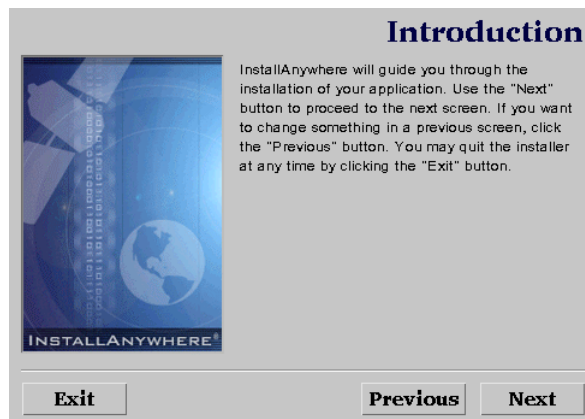 Introduction
InstallAnywhere will guide you through the
installation of your application. Use the "Next"
button to proceed to the next screen. If you want
to change something in a previous screen, click
the "Previous" button. You may quit the installer
at any time by clicking the "Exit" button.
INSTALLANYWHERE®
Exit
Previous
Next